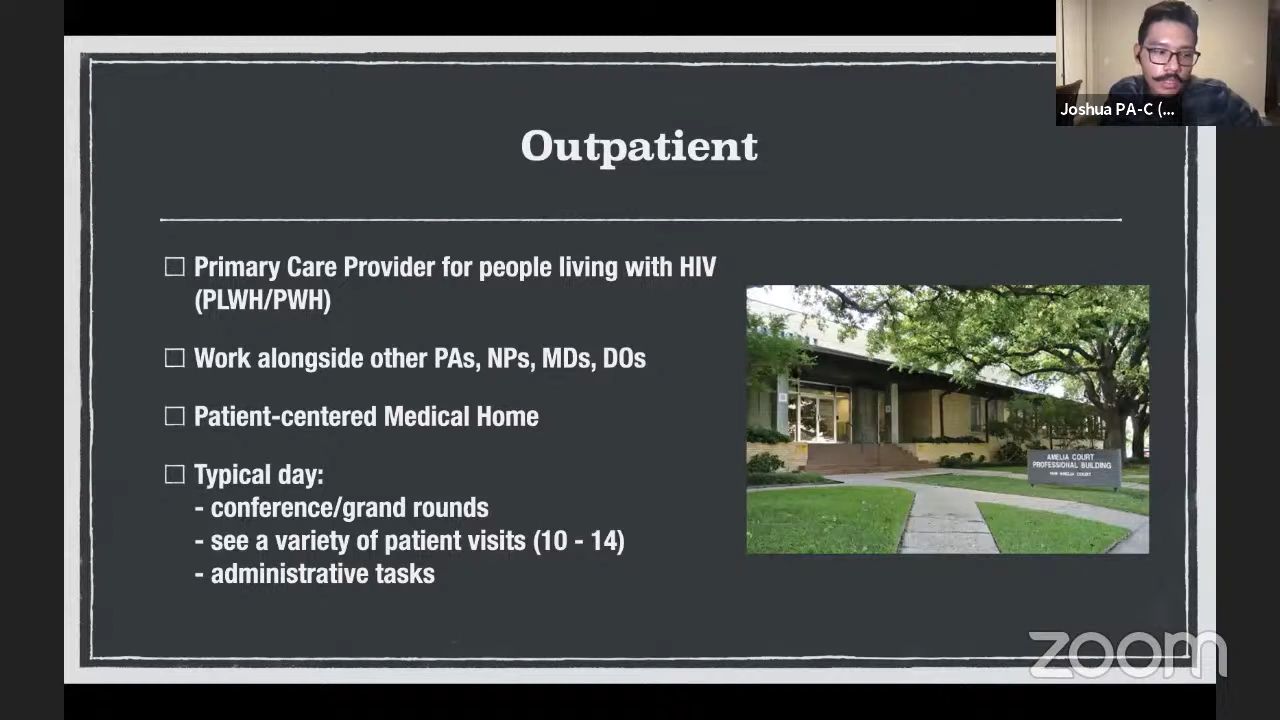 Joshua PA-C (...
Outpatient
Primary Care Provider for people living with HIV
(PLWH/PWH)
Work alongside other PAs, NPs, MDs, DOs
Patient-centered Medical Home
Typical day:
- conference/grand rounds
- see a variety of patient visits (10 - 14)
- administrative tasks
AMELIA COURT
PROFESSIONAL BUILDING
zoom